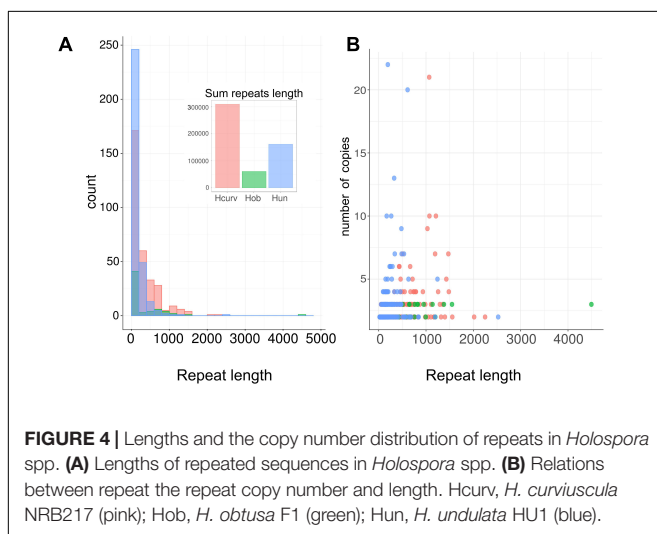 A
B
250
200
150
100
50
0
count
Sum repeats length
300000
200000
100000
0
Hcurv Hob Hun
0 1000 2000 3000 4000 5000
Repeat length
20
15
10
5
number of copies
0 1000 2000 3000 4000
Repeat length
FIGURE 4 | Lengths and the copy number distribution of repeats in Holospora
spp. (A) Lengths of repeated sequences in Holospora spp. (B) Relations
between repeat the repeat copy number and length. Hcurv, H. curviuscula
NRB217 (pink); Hob, H. obtusa F1 (green); Hun, H. undulata HU1 (blue).